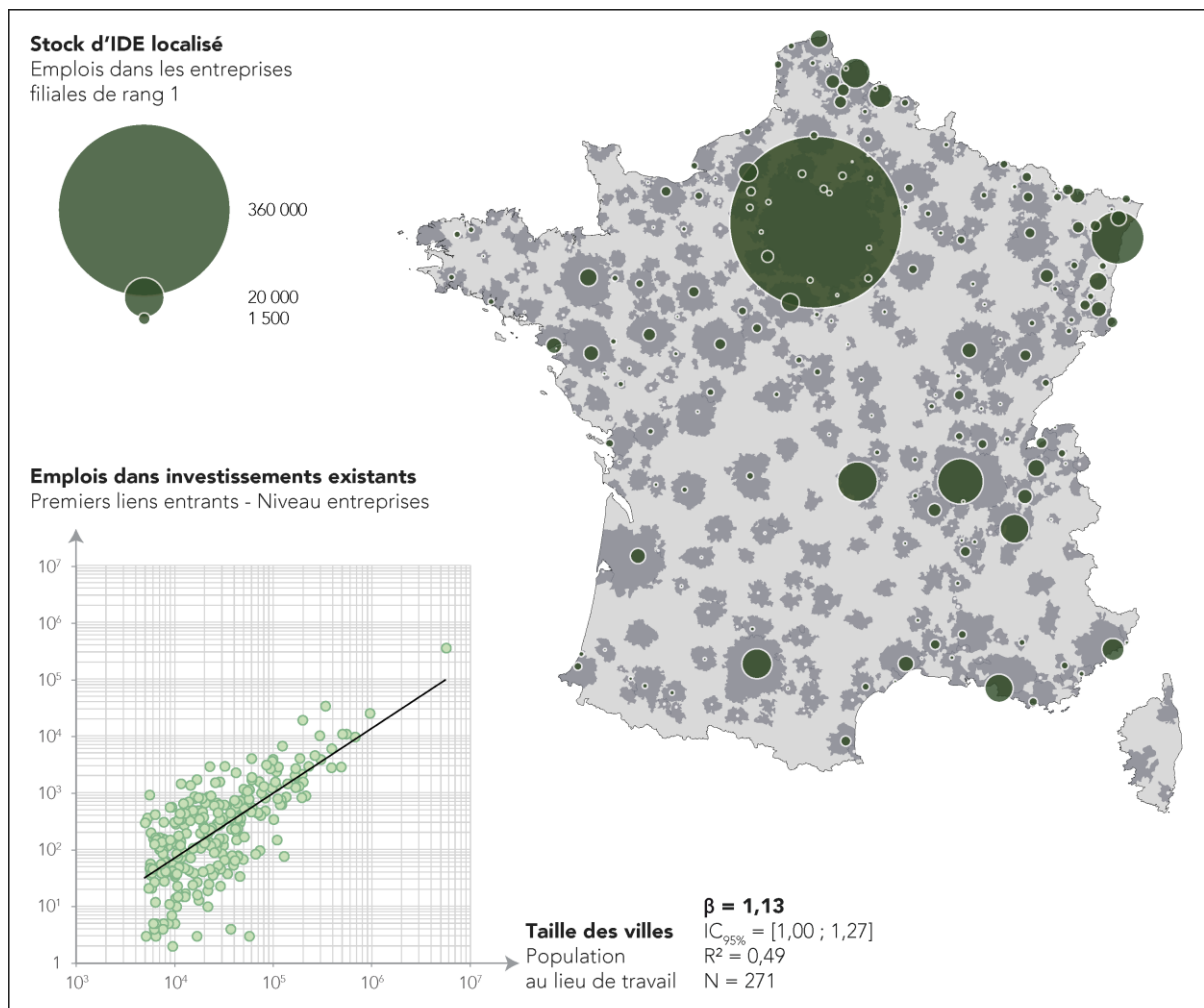 Stock d’IDE localisé
Emplois dans les entreprises
filiales de rang 1
360 000
20 000
1 500
Emplois dans investissements existants
Premiers liens entrants - Niveau entreprises
10⁷
10⁶
10⁵
10⁴
10³
10²
10¹
1
10³
10⁴
10⁵
10⁶
10⁷
Taille des villes
Population
au lieu de travail
β = 1,13
IC95% = [1,00 ; 1,27]
R² = 0,49
N = 271